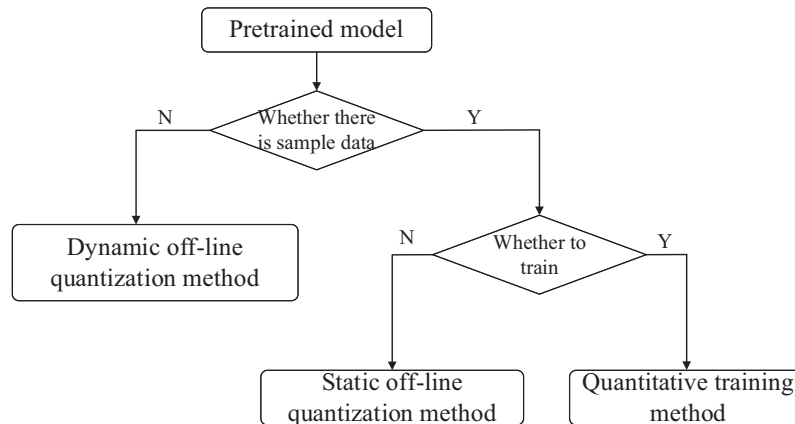 Pretrained model
N
Whether there
is sample data
Y
Dynamic off-line
quantization method
N
Whether to
train
Y
Static off-line
quantization method
Quantitative training
method